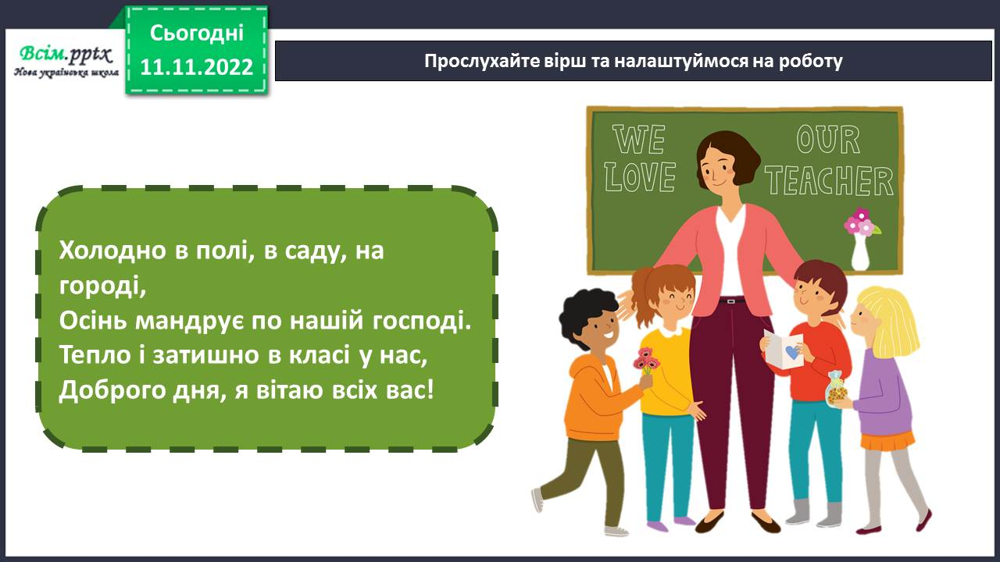 Всім.pptx
Нова українська школа
Сьогодні
11.11.2022
Прослухайте вірш та налаштуймося на роботу
Холодно в полі, в саду, на
городі,
Осінь мандрує по нашій господі.
Тепло і затишно в класі у нас,
Доброго дня, я вітаю всіх вас!
WE
LOVE
OUR
TEACHER